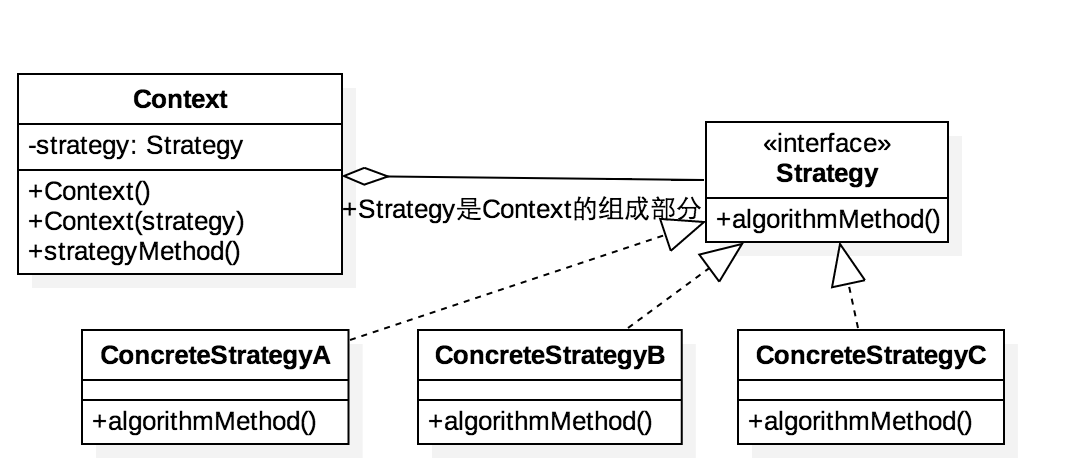 Context
-strategy: Strategy
+Context()
+Context(strategy)
+strategyMethod()
+Strategy是Context的组成部分
«interface»
Strategy
+algorithmMethod()
ConcreteStrategyA
+algorithmMethod()
ConcreteStrategyB
+algorithmMethod()
ConcreteStrategyC
+algorithmMethod()